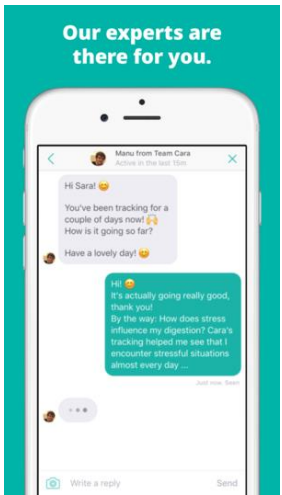 Our experts are
there for you.
Manu from Team Cara
Active in the last 15m
Hi Sara! 😊
You've been tracking for a
couple of days now! 🙌
How is it going so far?
Have a lovely day! 😊
Hi! 😊
It's actually going really good,
thank you!
By the way: How does stress
influence my digestion? Cara's
tracking helped me see that I
encounter stressful situations
almost every day ...
Just now. Seen
Write a reply
Send